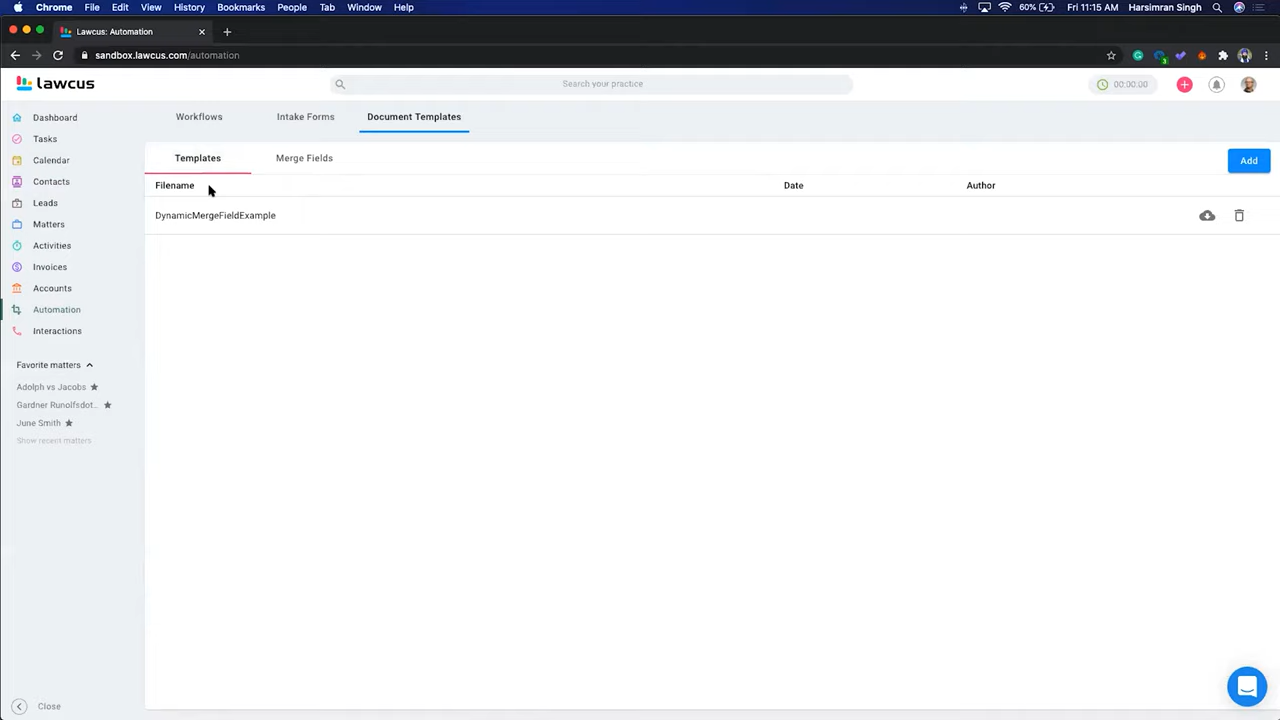 Chrome File Edit View History Bookmarks People Tab Window Help 60% Fri 11:15 AM Harsimran Singh
Lawcus: Automation
sandbox.lawcus.com/automation
lawcus Search your practice 00:00:00
Dashboard
Tasks
Calendar
Contacts
Leads
Matters
Activities
Invoices
Accounts
Automation
Interactions
Favorite matters
Adolph vs Jacobs
Gardner Runolfsdot...
June Smith
Show recent matters
Close
Workflows Intake Forms Document Templates
Templates Merge Fields Add
Filename Date Author
DynamicMergeFieldExample